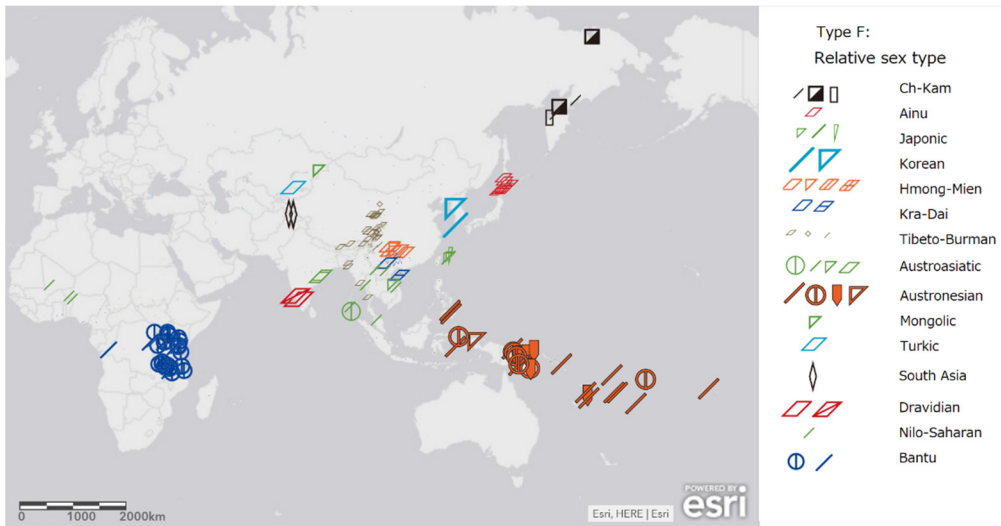 Type F:
Relative sex type
Ch-Kam
Ainu
Japonic
Korean
Hmong-Mien
Kra-Dai
Tibeto-Burman
Austroasiatic
Austronesian
Mongolic
Turkic
South Asia
Dravidian
Nilo-Saharan
Bantu
0 1000 2000km
POWERED BY
esri
Esri, HERE | Esri